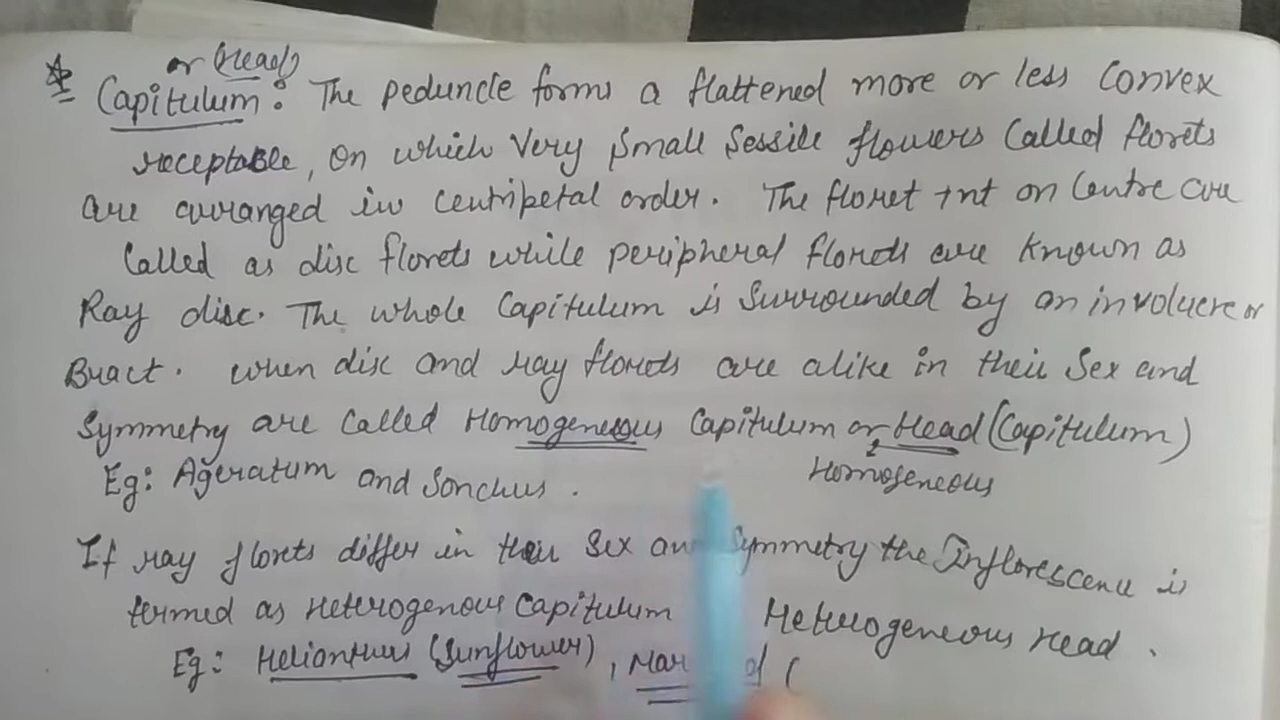 or (Head)
Capitulum: The peduncle forms a flattened more or less Convex
receptable, On which Very Small Sessile flowers Called florets
are arranged in centripetal order. The floret +nt on Centre are
Called as disc florets while peripheral florets are known as
Ray disc. The whole Capitulum is Surrounded by an involucre or
Bract. when disc and ray florets are alike in their Sex and
Symmetry are Called Homogeneous Capitulum or Head (Capitulum)
Homogeneous
Eg: Ageratum and Sonchus.
If ray florets differ in their Sex Symmetry the Inflorescence is
termed as Heterogenous Capitulum Heterogeneous Head.
Eg: Helianthus (Sunflower), (